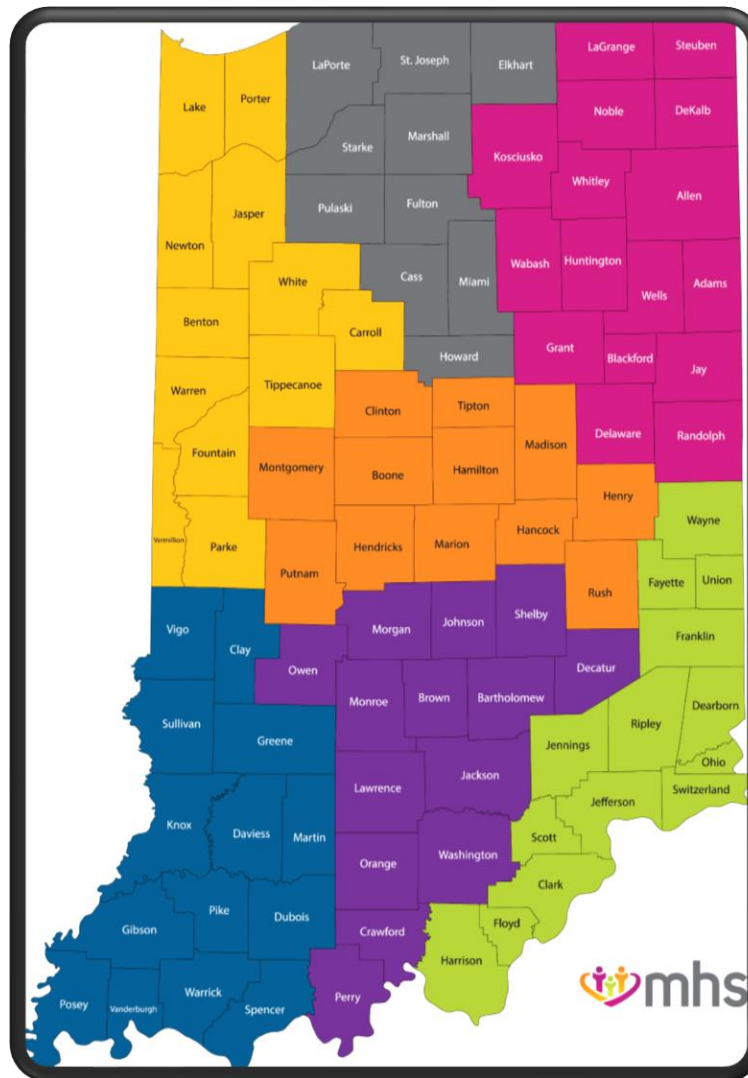 LaPorte
St. Joseph
Elkhart
LaGrange
Steuben
Lake
Porter
Noble
DeKalb
Starke
Marshall
Kosciusko
Whitley
Allen
Pulaski
Fulton
Newton
Jasper
White
Cass
Miami
Wabash
Huntington
Wells
Adams
Benton
Carroll
Howard
Grant
Blackford
Jay
Warren
Tippecanoe
Clinton
Tipton
Madison
Delaware
Randolph
Fountain
Montgomery
Boone
Hamilton
Henry
Wayne
Vermillion
Parke
Putnam
Hendricks
Marion
Hancock
Rush
Fayette
Union
Vigo
Clay
Owen
Morgan
Johnson
Shelby
Decatur
Franklin
Sullivan
Greene
Monroe
Brown
Bartholomew
Jennings
Ripley
Dearborn
Ohio
Switzerland
Knox
Daviess
Martin
Lawrence
Jackson
Scott
Jefferson
Orange
Washington
Clark
Gibson
Pike
Dubois
Crawford
Floyd
Harrison
Posey
Vanderburgh
Warrick
Spencer
Perry
mhs